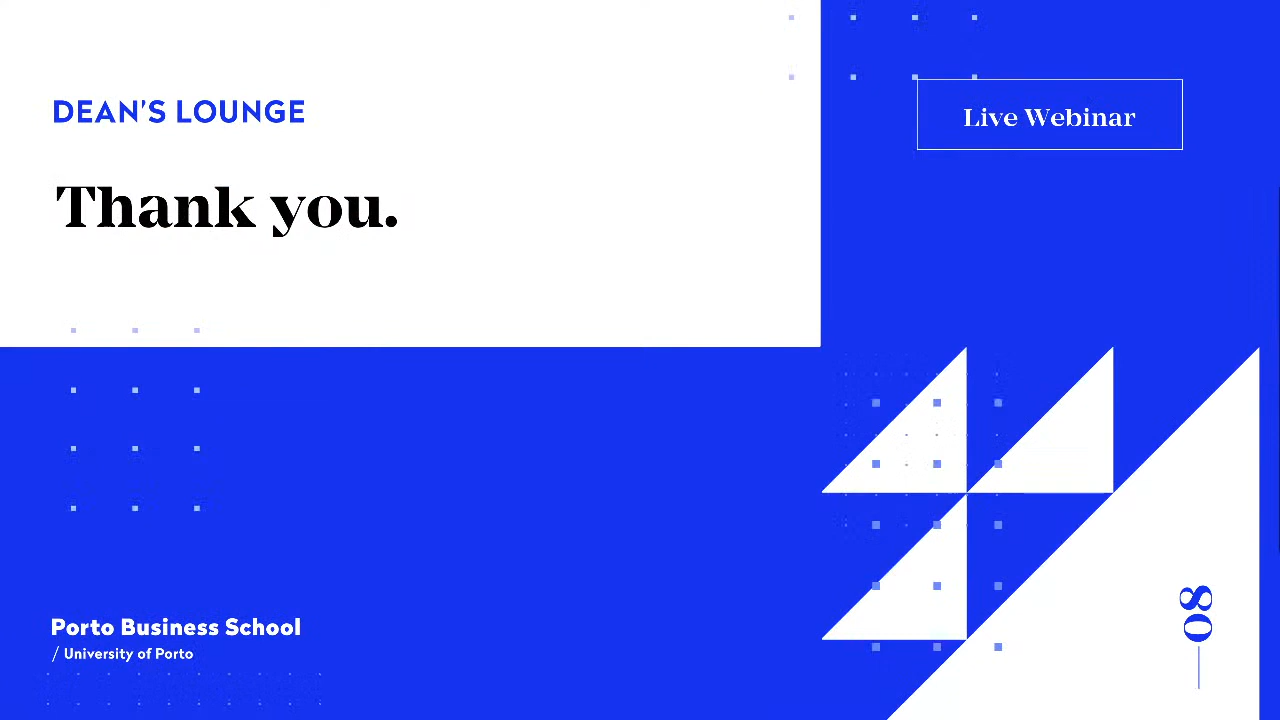 DEAN'S LOUNGE
Live Webinar
Thank you.
Porto Business School
/ University of Porto
08